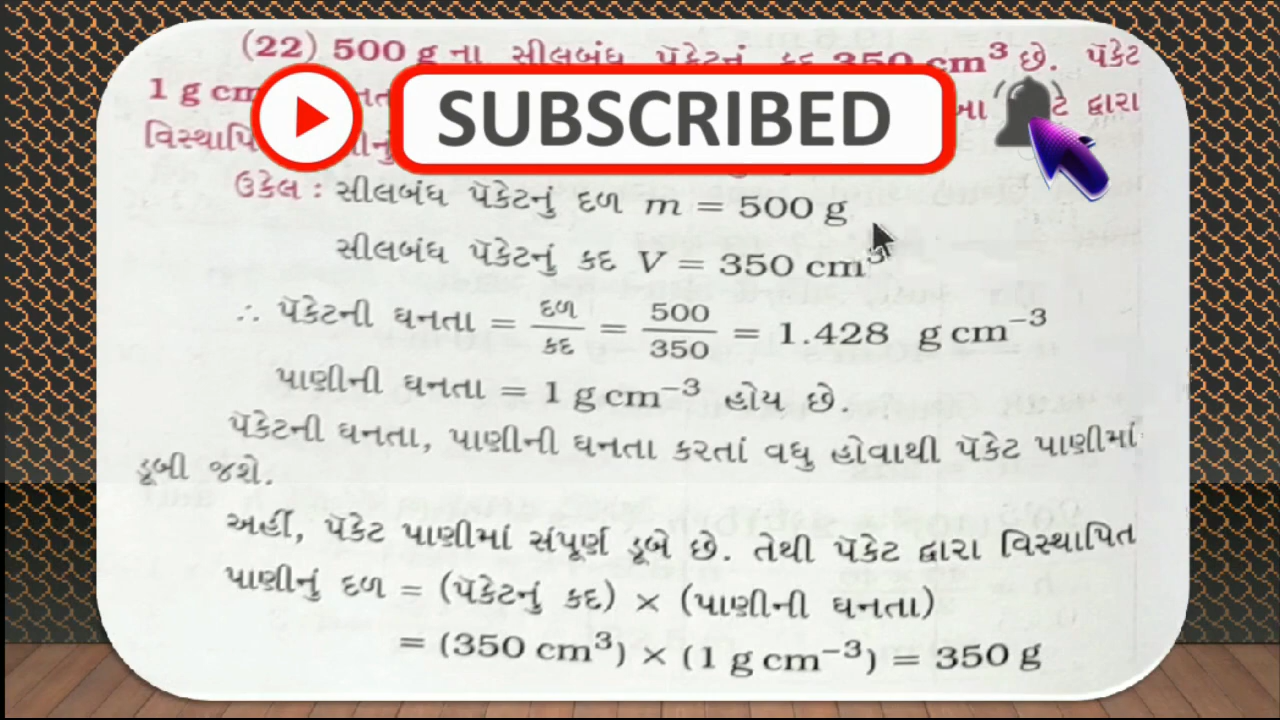 (22) 500 g ના સીલબંધ પૅકેટનું કદ 350 cm³ છે. પૅકેટ
1 g cm
SUBSCRIBED
દ્વારા
ઉકેલ : સીલબંધ પૅકેટનું દળ m = 500 g
સીલબંધ પૅકેટનું કદ V = 350 cm³
∴ પૅકેટની ઘનતા = દળ/કદ = 500/350 = 1.428 g cm⁻³
પાણીની ઘનતા = 1 g cm⁻³ હોય છે.
પૅકેટની ઘનતા, પાણીની ઘનતા કરતાં વધુ હોવાથી પૅકેટ પાણીમાં
ડૂબી જશે.
અહીં, પૅકેટ પાણીમાં સંપૂર્ણ ડૂબે છે. તેથી પૅકેટ દ્વારા વિસ્થાપિત
પાણીનું દળ = (પૅકેટનું કદ) × (પાણીની ઘનતા)
= (350 cm³) × (1 g cm⁻³) = 350 g